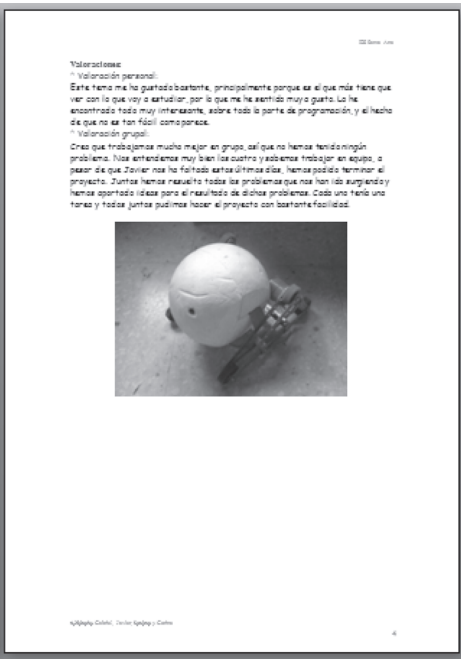 Valoraciones:
^ Valoración personal:
Este tema me ha gustado bastante, principalmente porque es el que más tiene que
ver con lo que voy a estudiar, por lo que me he sentido muy a gusto. Lo he
encontrado todo muy interesante, sobre todo la parte de programación, y el hecho
de que no es tan fácil como parece.
^ Valoración grupal:
Creo que trabajamos mucho mejor en grupo, así que no hemos tenido ningún
problema. Nos entendemos muy bien los cuatro y sabemos trabajar en equipo, a
pesar de que Javier nos ha faltado estos últimos días, hemos podido terminar el
proyecto. Juntos hemos resuelto todos los problemas que nos han ido surgiendo y
hemos aportado ideas para el resultado de dichos problemas. Cada uno tenía una
tarea y todos juntos pudimos hacer el proyecto con bastante facilidad.
y Carlos
4